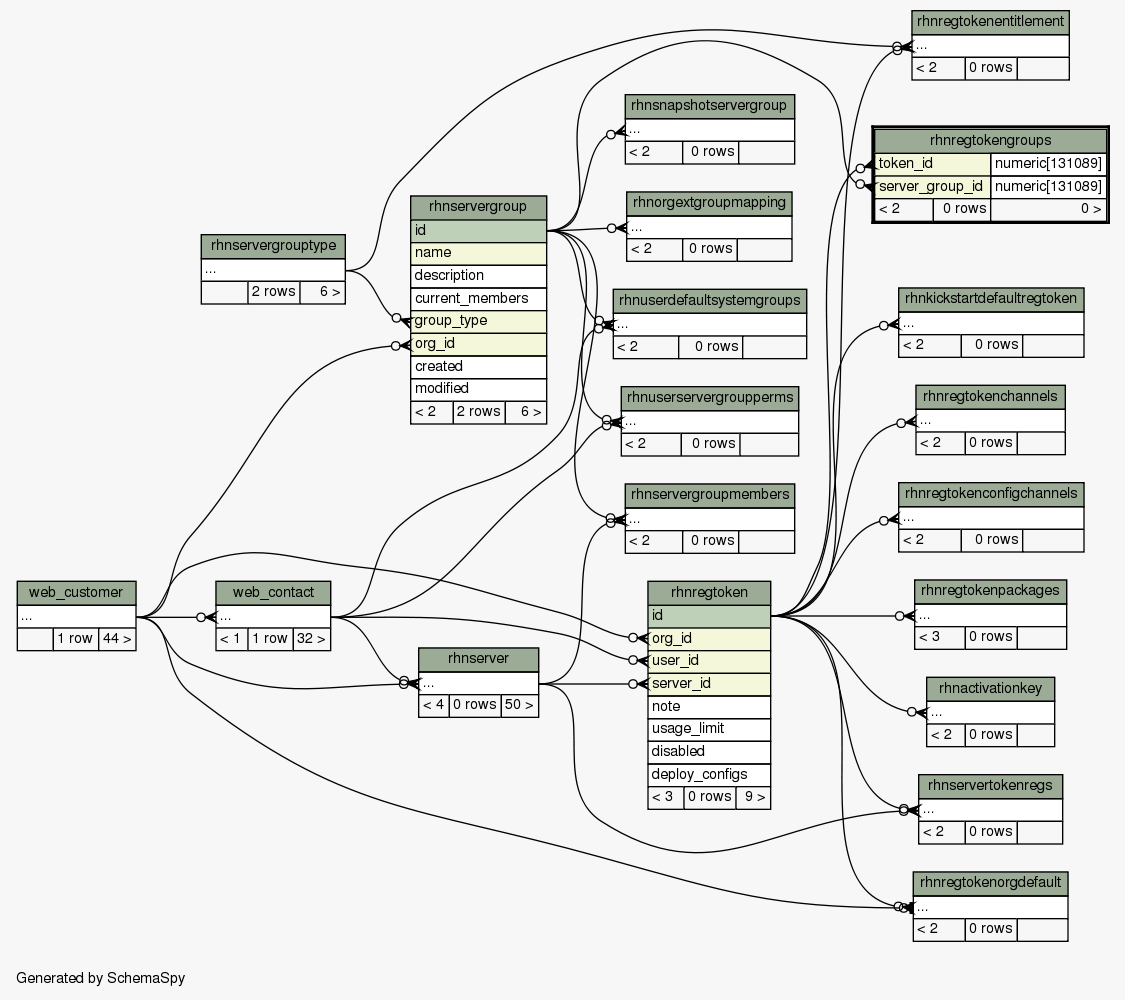 rhnregtokenentitlement
...
< 2 0 rows
rhnsnapshotservergroup
...
< 2 0 rows
rhnregtokengroups
token_id numeric[131089]
server_group_id numeric[131089]
< 2 0 rows 0 >
rhnservergroup
id
name
description
current_members
group_type
org_id
created
modified
< 2 2 rows 6 >
rhnorgextgroupmapping
...
< 2 0 rows
rhnservergrouptype
...
2 rows 6 >
rhnuserdefaultsystemgroups
...
< 2 0 rows
rhnkickstartdefaultregtoken
...
< 2 0 rows
rhnuserservergroupperms
...
< 2 0 rows
rhnregtokenchannels
...
< 2 0 rows
rhnservergroupmembers
...
< 2 0 rows
rhnregtokenconfigchannels
...
< 2 0 rows
web_customer
...
1 row 44 >
web_contact
...
< 1 1 row 32 >
rhnregtoken
id
org_id
user_id
server_id
note
usage_limit
disabled
deploy_configs
< 3 0 rows 9 >
rhnregtokenpackages
...
< 3 0 rows
rhnserver
...
< 4 0 rows 50 >
rhnactivationkey
...
< 2 0 rows
rhnservertokenregs
...
< 2 0 rows
rhnregtokenorgdefault
...
< 2 0 rows
Generated by SchemaSpy